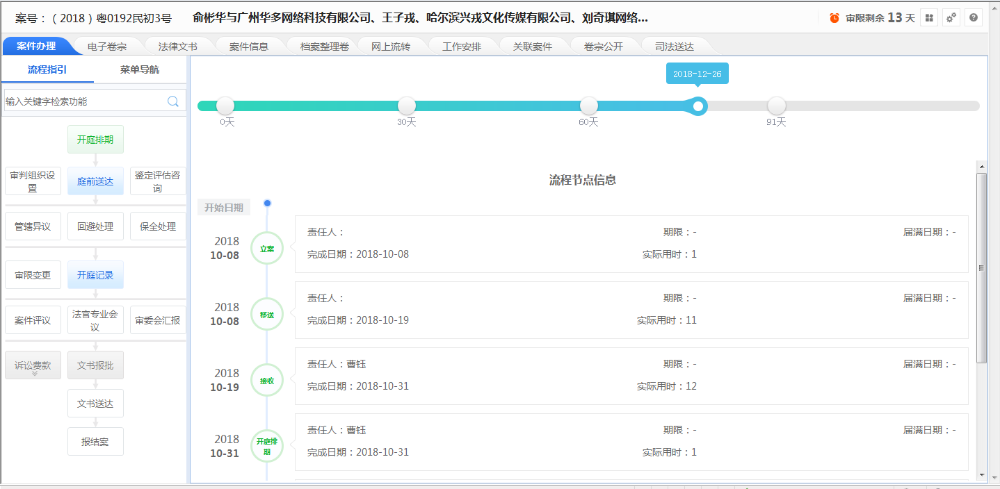 案号：（2018）粤0192民初3号
俞彬华与广州华多网络科技有限公司、王子戎、哈尔滨兴戎文化传媒有限公司、刘奇琪网络...
审限剩余 13 天
案件办理
电子卷宗
法律文书
案件信息
档案整理卷
网上流转
工作安排
关联案件
卷宗公开
司法送达
流程指引
菜单导航
输入关键字检索功能
开庭排期
审判组织设
置
庭前送达
鉴定评估咨
询
管辖异议
回避处理
保全处理
审限变更
开庭记录
案件评议
法官专业会
议
审委会汇报
诉讼费款
文书报批
文书送达
报结案
2018-12-26
0天
30天
60天
91天
流程节点信息
开始日期
2018
10-08
立案
责任人：
期限：-
届满日期：-
完成日期：2018-10-08
实际用时：1
2018
10-08
移送
责任人：
期限：-
届满日期：-
完成日期：2018-10-19
实际用时：11
2018
10-19
接收
责任人：曹钰
期限：-
届满日期：-
完成日期：2018-10-31
实际用时：12
2018
10-31
开庭排
期
责任人：曹钰
期限：-
届满日期：-
完成日期：2018-10-31
实际用时：1